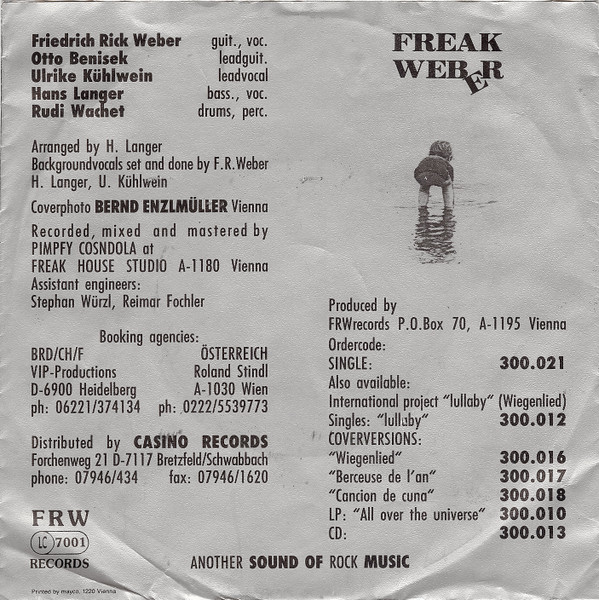 Friedrich Rick Weber guit., voc.
Otto Benisek leadguit.
Ulrike Kühlwein leadvocal
Hans Langer bass., voc.
Rudi Wachet drums, perc.
Arranged by H. Langer
Backgroundvocals set and done by F.R.Weber
H. Langer, U. Kühlwein
Coverphoto BERND ENZLMÜLLER Vienna
Recorded, mixed and mastered by
PIMPFY COSNDOLA at
FREAK HOUSE STUDIO A-1180 Vienna
Assistant engineers:
Stephan Würzl, Reimar Fochler
Booking agencies:
BRD/CH/F ÖSTERREICH
VIP-Productions Roland Stindl
D-6900 Heidelberg A-1030 Wien
ph: 06221/374134 ph: 0222/5539773
Distributed by CASINO RECORDS
Forchenweg 21 D-7117 Bretzfeld/Schwabbach
phone: 07946/434 fax: 07946/1620
FRW
LC 7001
RECORDS
Printed by mayco, 1220 Vienna
FREAK
WEBER
Produced by
FRWrecords P.O.Box 70, A-1195 Vienna
Ordercode:
SINGLE: 300.021
Also available:
International project "lullaby" (Wiegenlied)
Singles: "lullaby" 300.012
COVERVERSIONS:
"Wiegenlied" 300.016
"Berceuse de l'an" 300.017
"Cancion de cuna" 300.018
LP: "All over the universe" 300.010
CD: 300.013
ANOTHER SOUND OF ROCK MUSIC